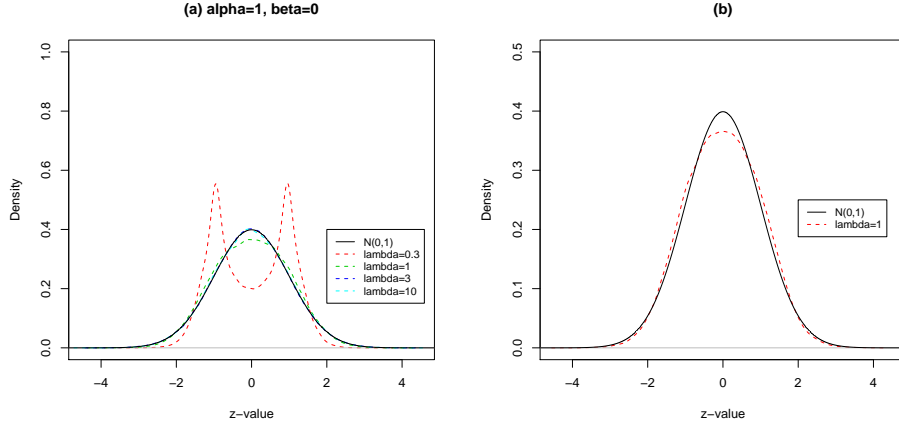 (a) alpha=1, beta=0
Density
1.0
0.8
0.6
0.4
0.2
0.0
N(0,1)
lambda=0.3
lambda=1
lambda=3
lambda=10
−4 −2 0 2 4
z−value
(b)
Density
0.5
0.4
0.3
0.2
0.1
0.0
N(0,1)
lambda=1
−4 −2 0 2 4
z−value